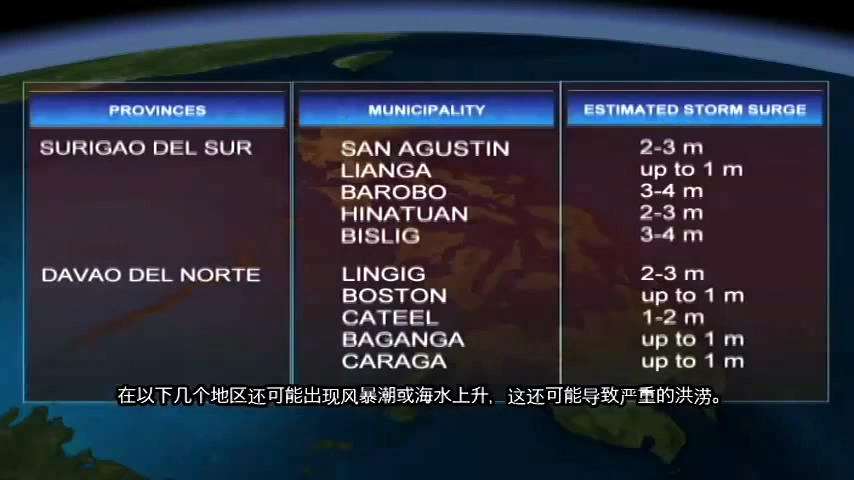 PROVINCES MUNICIPALITY ESTIMATED STORM SURGE
SURIGAO DEL SUR SAN AGUSTIN 2-3 m
LIANGA up to 1 m
BAROBO 3-4 m
HINATUAN 2-3 m
BISLIG 3-4 m
DAVAO DEL NORTE LINGIG 2-3 m
BOSTON up to 1 m
CATEEL 1-2 m
BAGANGA up to 1 m
CARAGA up to 1 m
在以下几个地区还可能出现风暴潮或海水上升，这还可能导致严重的洪涝。